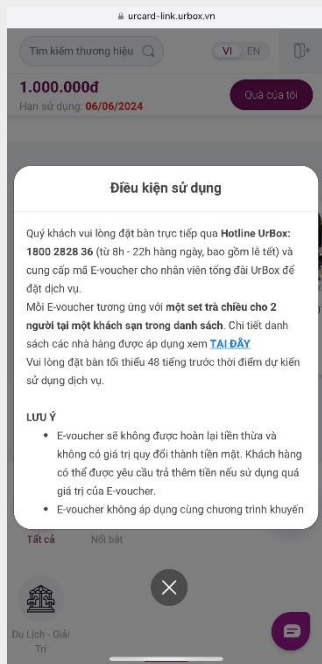 urcard-link.urbox.vn
Tìm kiếm thương hiệu
VI EN
1.000.000đ
Hạn sử dụng: 06/06/2024
Quà của tôi
Điều kiện sử dụng
Quý khách vui lòng đặt bàn trực tiếp qua Hotline UrBox:
1800 2828 36 (từ 8h - 22h hàng ngày, bao gồm lễ tết) và
cung cấp mã E-voucher cho nhân viên tổng đài UrBox để
đặt dịch vụ.
Mỗi E-voucher tương ứng với một set trà chiều cho 2
người tại một khách sạn trong danh sách. Chi tiết danh
sách các nhà hàng được áp dụng xem TẠI ĐÂY
Vui lòng đặt bàn tối thiểu 48 tiếng trước thời điểm dự kiến
sử dụng dịch vụ.
LƯU Ý
• E-voucher sẽ không được hoàn lại tiền thừa và
không có giá trị quy đổi thành tiền mặt. Khách hàng
có thể được yêu cầu trả thêm tiền nếu sử dụng quá
giá trị của E-voucher.
• E-voucher không áp dụng cùng chương trình khuyến
Tất cả Nổi bật
Du Lịch - Giải
Trí